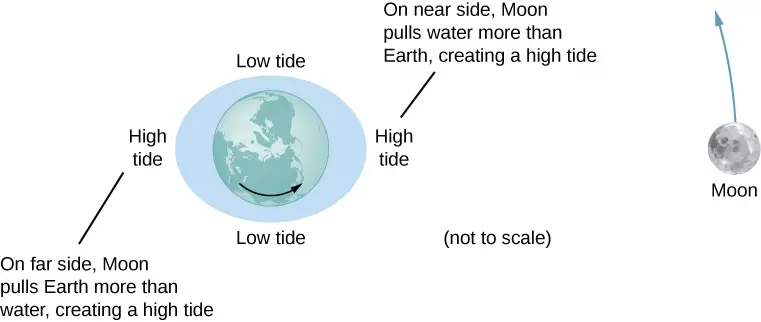 On near side, Moon
pulls water more than
Earth, creating a high tide
Low tide
High
tide
High
tide
Moon
Low tide
(not to scale)
On far side, Moon
pulls Earth more than
water, creating a high tide